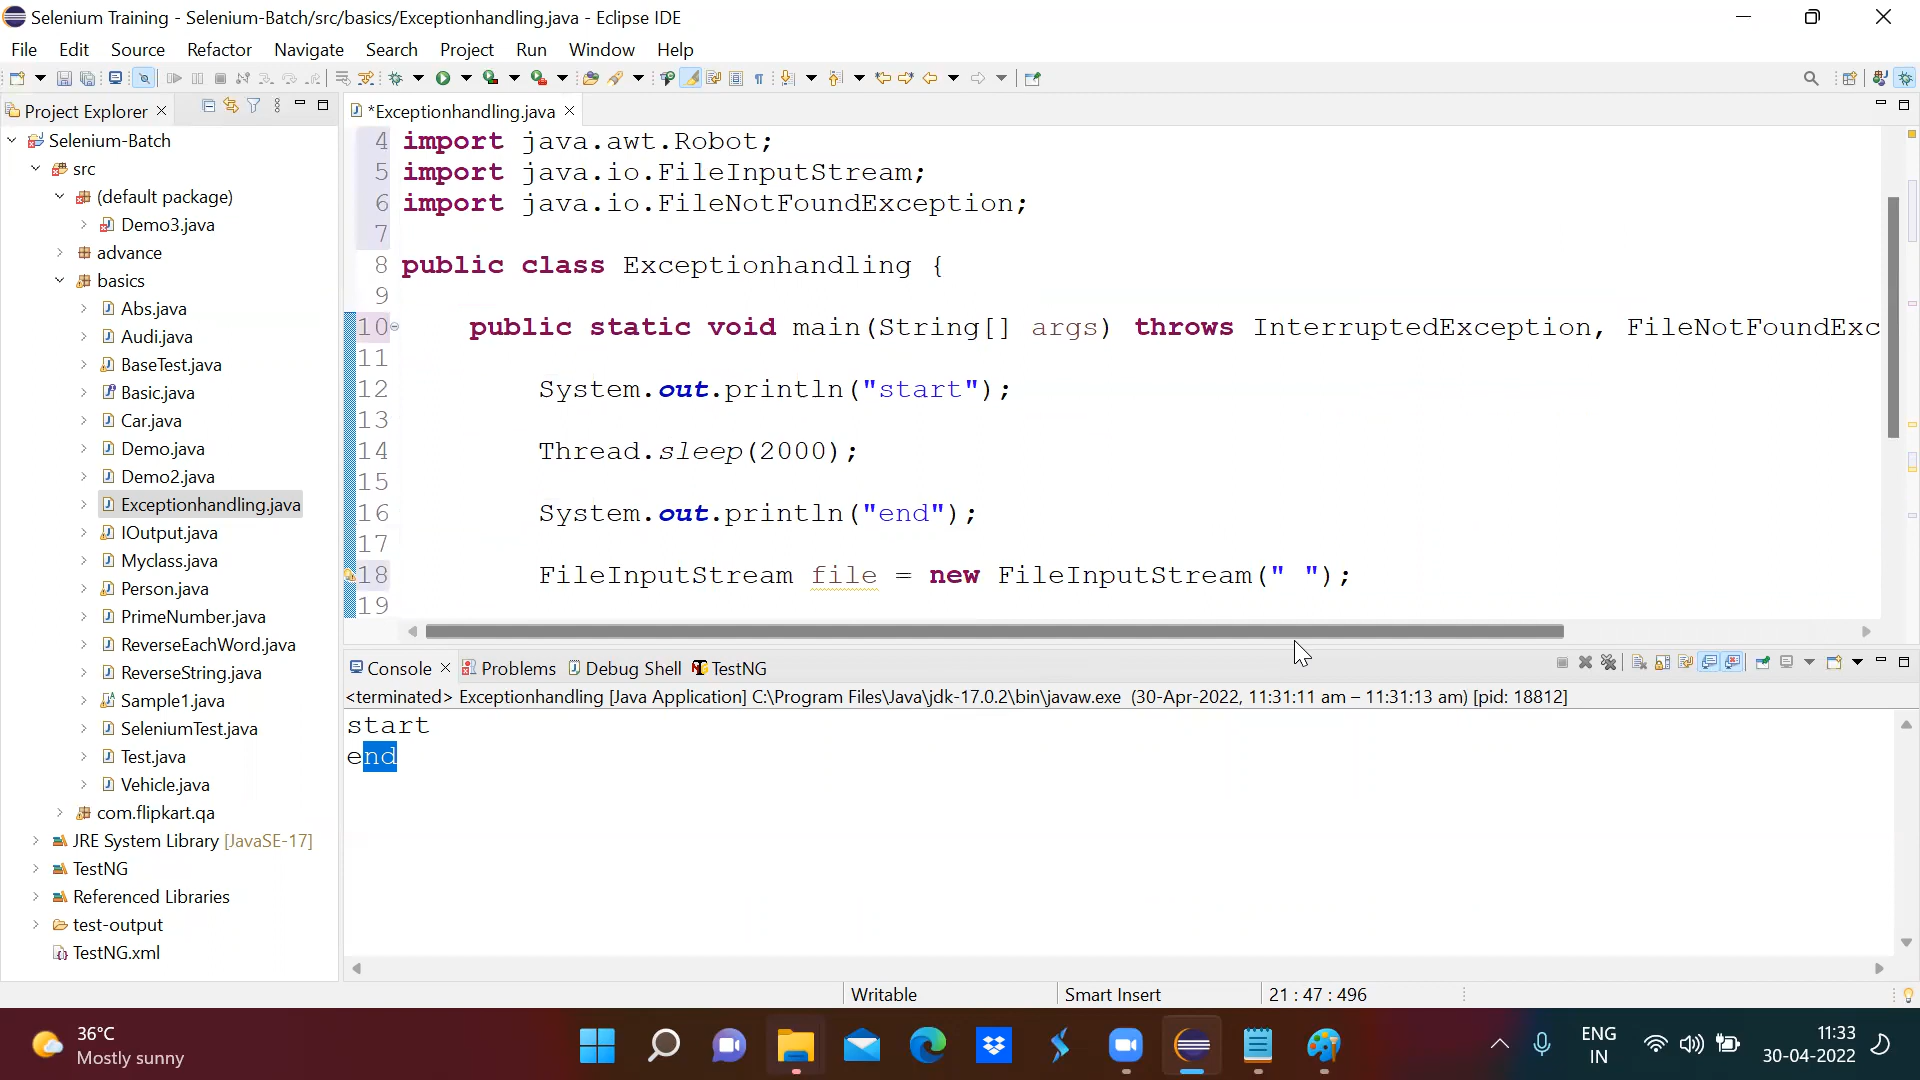 Selenium Training - Selenium-Batch/src/basics/Exceptionhandling.java - Eclipse IDE
File Edit Source Refactor Navigate Search Project Run Window Help
Project Explorer
Selenium-Batch
src
(default package)
Demo3.java
advance
basics
Abs.java
Audi.java
BaseTest.java
Basic.java
Car.java
Demo.java
Demo2.java
Exceptionhandling.java
IOutput.java
Myclass.java
Person.java
PrimeNumber.java
ReverseEachWord.java
ReverseString.java
Sample1.java
SeleniumTest.java
Test.java
Vehicle.java
com.flipkart.qa
JRE System Library [JavaSE-17]
TestNG
Referenced Libraries
test-output
TestNG.xml
*Exceptionhandling.java
4 import java.awt.Robot;
5 import java.io.FileInputStream;
6 import java.io.FileNotFoundException;
7
8 public class Exceptionhandling {
9
10 public static void main(String[] args) throws InterruptedException, FileNotFoundExc
11
12 System.out.println("start");
13
14 Thread.sleep(2000);
15
16 System.out.println("end");
17
18 FileInputStream file = new FileInputStream(" ");
19
Console Problems Debug Shell TestNG
<terminated> Exceptionhandling [Java Application] C:\Program Files\Java\jdk-17.0.2\bin\javaw.exe (30-Apr-2022, 11:31:11 am – 11:31:13 am) [pid: 18812]
start
end
Writable Smart Insert 21 : 47 : 496
36°C
Mostly sunny
ENG
IN
11:33
30-04-2022